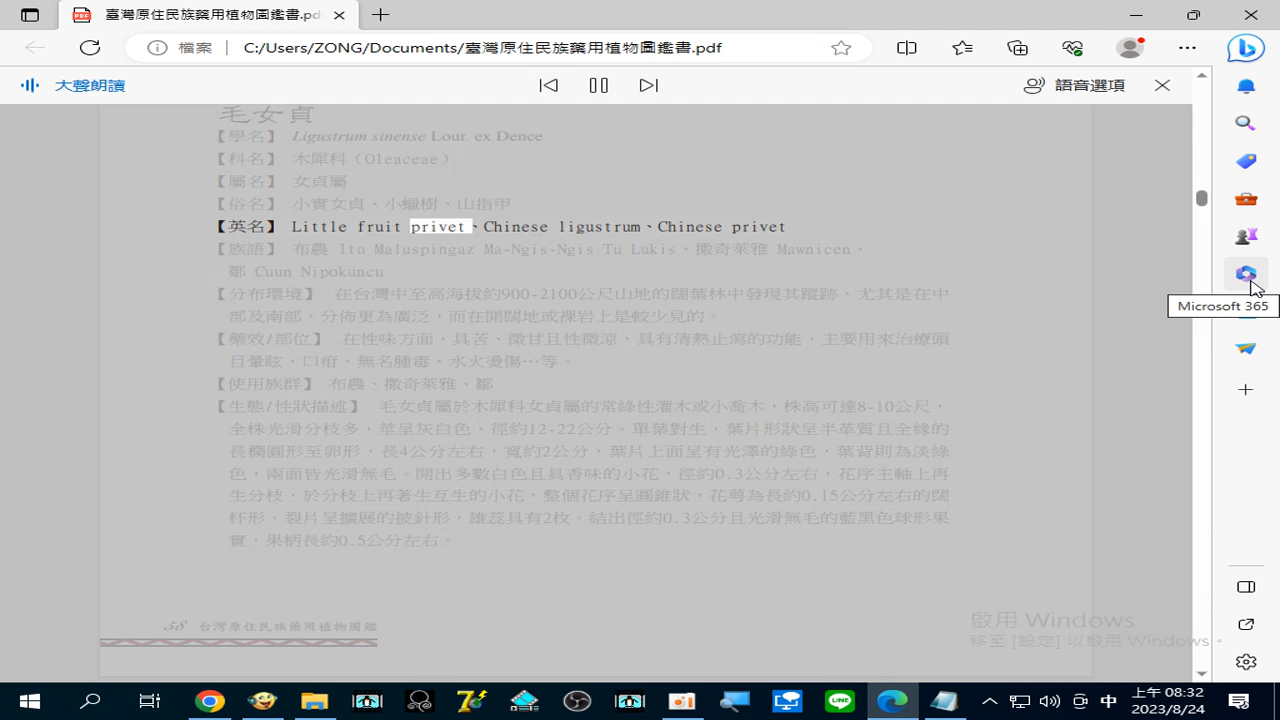 臺灣原住民族藥用植物圖鑑書.pdf
檔案 C:/Users/ZONG/Documents/臺灣原住民族藥用植物圖鑑書.pdf
大聲朗讀
語音選項
毛女貞
【學名】 Ligustrum sinense Lour. ex Dence
【科名】 木犀科（Oleaceae）
【屬名】 女貞屬
【俗名】 小實女貞、小蠟樹、山指甲
【英名】 Little fruit privet、Chinese ligustrum、Chinese privet
【族語】 布農 Itu Maluspingaz Ma-Ngis-Ngis Tu Lukis、撒奇萊雅 Mawnicen、
鄒 Cuun Nipokuncu
【分布環境】 在台灣中至高海拔約900-2100公尺山地的闊葉林中發現其蹤跡，尤其是在中
部及南部，分佈更為廣泛，而在開闊地或裸岩上是較少見的。
【藥效/部位】 在性味方面，具苦、微甘且性微涼，具有清熱止瀉的功能，主要用來治療頭
目暈眩、口疳、無名腫毒、水火燙傷…等。
【使用族群】 布農、撒奇萊雅、鄒
【生態/性狀描述】 毛女貞屬於木犀科女貞屬的常綠性灌木或小喬木，株高可達8-10公尺，
全株光滑分枝多，莖呈灰白色，徑約12-22公分。單葉對生，葉片形狀呈半革質且全緣的
長橢圓形至卵形，長4公分左右，寬約2公分，葉片上面呈有光澤的綠色，葉背則為淡綠
色，兩面皆光滑無毛。開出多數白色且具香味的小花，徑約0.3公分左右，花序主軸上再
生分枝，於分枝上再著生互生的小花，整個花序呈圓錐狀，花萼為長約0.15公分左右的闊
杯形，裂片呈擴展的披針形，雄蕊具有2枚。結出徑約0.3公分且光滑無毛的藍黑色球形果
實，果柄長約0.5公分左右。
58 台灣原住民族藥用植物圖鑑
Microsoft 365
啟用 Windows
移至 [設定] 以啟用 Windows。
中
上午 08:32
2023/8/24